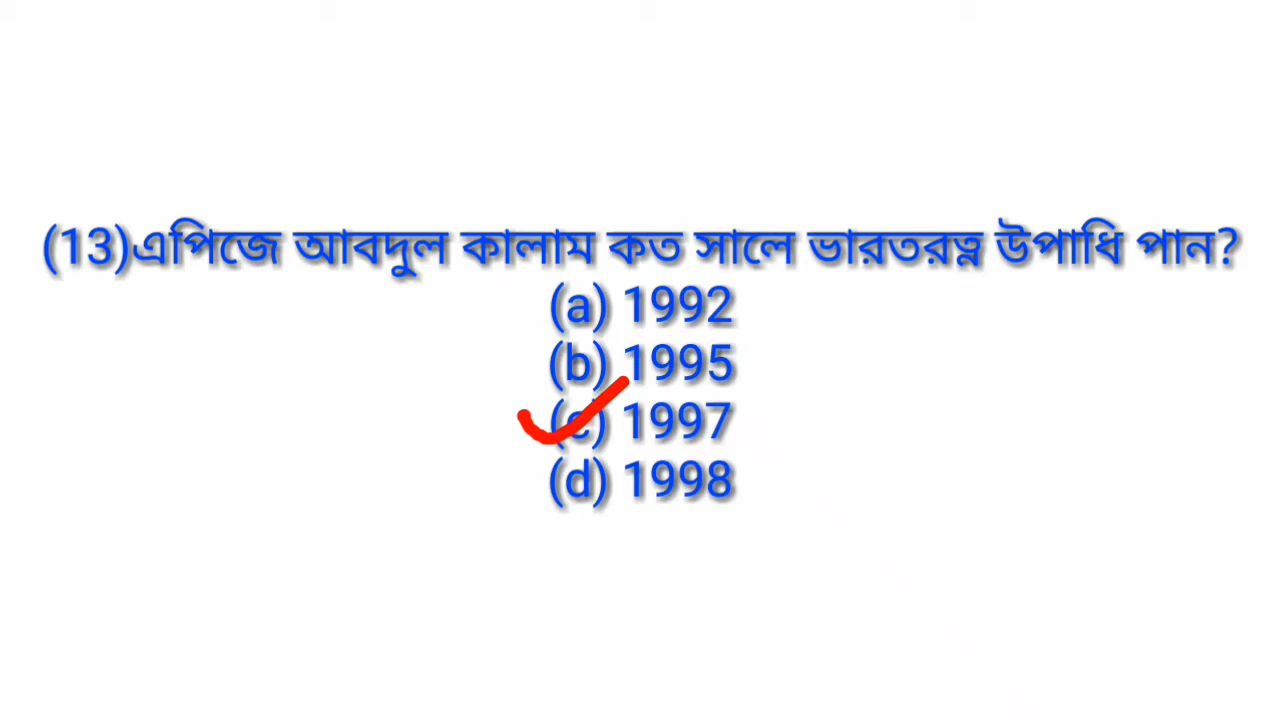 (13)এপিজে আবদুল কালাম কত সালে ভারতরত্ন উপাধি পান?
(a) 1992
(b) 1995
(c) 1997
(d) 1998